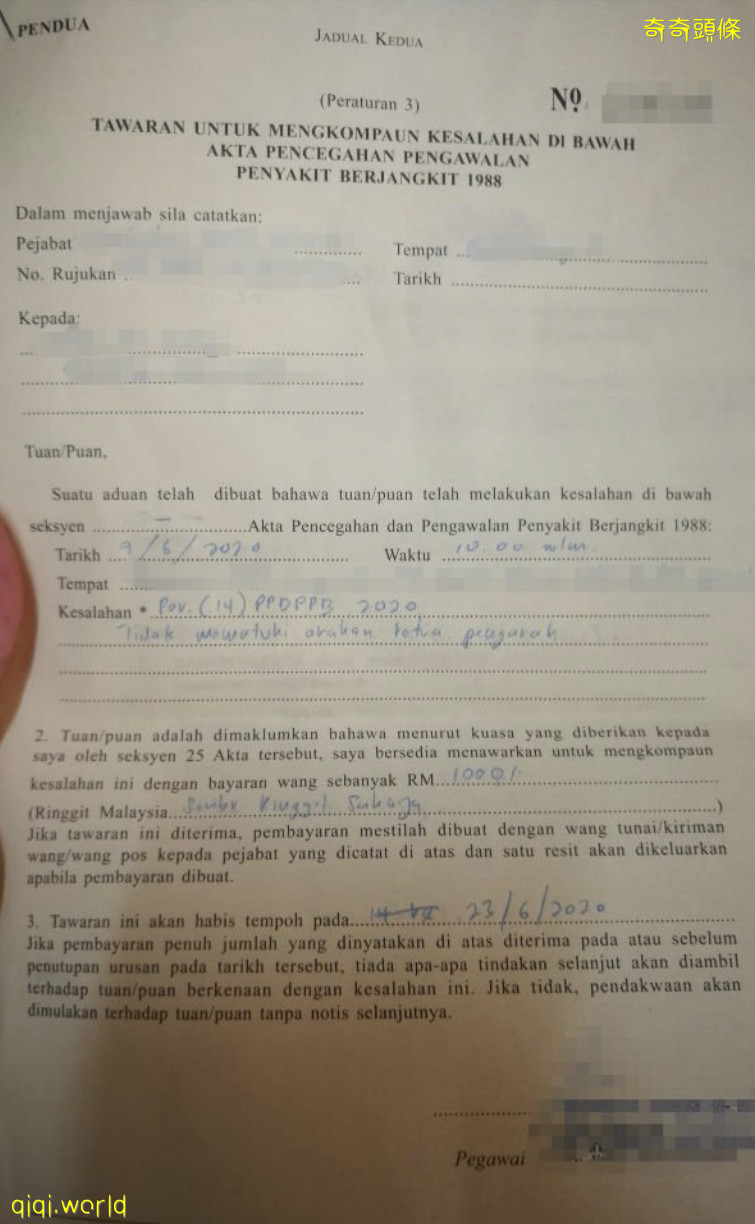 PENDUA
奇奇頭條
JADUAL KEDUA
(Peraturan 3)
Nº
TAWARAN UNTUK MENGKOMPAUN KESALAHAN DI BAWAH
AKTA PENCEGAHAN PENGAWALAN
PENYAKIT BERJANGKIT 1988
Dalam menjawab sila catatkan:
Pejabat ............. Tempat ...
No. Rujukan .. ... Tarikh ...
Kepada:
Tuan/Puan,
Suatu aduan telah dibuat bahawa tuan/puan telah melakukan kesalahan di bawah
seksyen ... – ...Akta Pencegahan dan Pengawalan Penyakit Berjangkit 1988:
Tarikh ... 9/6/2020 Waktu ... 10.00 mlm
Tempat ...
Kesalahan * Per. (14) PPDPPB 2020
Tidak mematuhi arahan ketua pengarah
2. Tuan/puan adalah dimaklumkan bahawa menurut kuasa yang diberikan kepada
saya oleh seksyen 25 Akta tersebut, saya bersedia menawarkan untuk mengkompaun
kesalahan ini dengan bayaran wang sebanyak RM...1000/-
(Ringgit Malaysia... Ringgit Sahaja ...)
Jika tawaran ini diterima, pembayaran mestilah dibuat dengan wang tunai/kiriman
wang/wang pos kepada pejabat yang dicatat di atas dan satu resit akan dikeluarkan
apabila pembayaran dibuat.
3. Tawaran ini akan habis tempoh pada... 23/6/2020
Jika pembayaran penuh jumlah yang dinyatakan di atas diterima pada atau sebelum
penutupan urusan pada tarikh tersebut, tiada apa-apa tindakan selanjut akan diambil
terhadap tuan/puan berkenaan dengan kesalahan ini. Jika tidak, pendakwaan akan
dimulakan terhadap tuan/puan tanpa notis selanjutnya.
Pegawai
qiqi.world